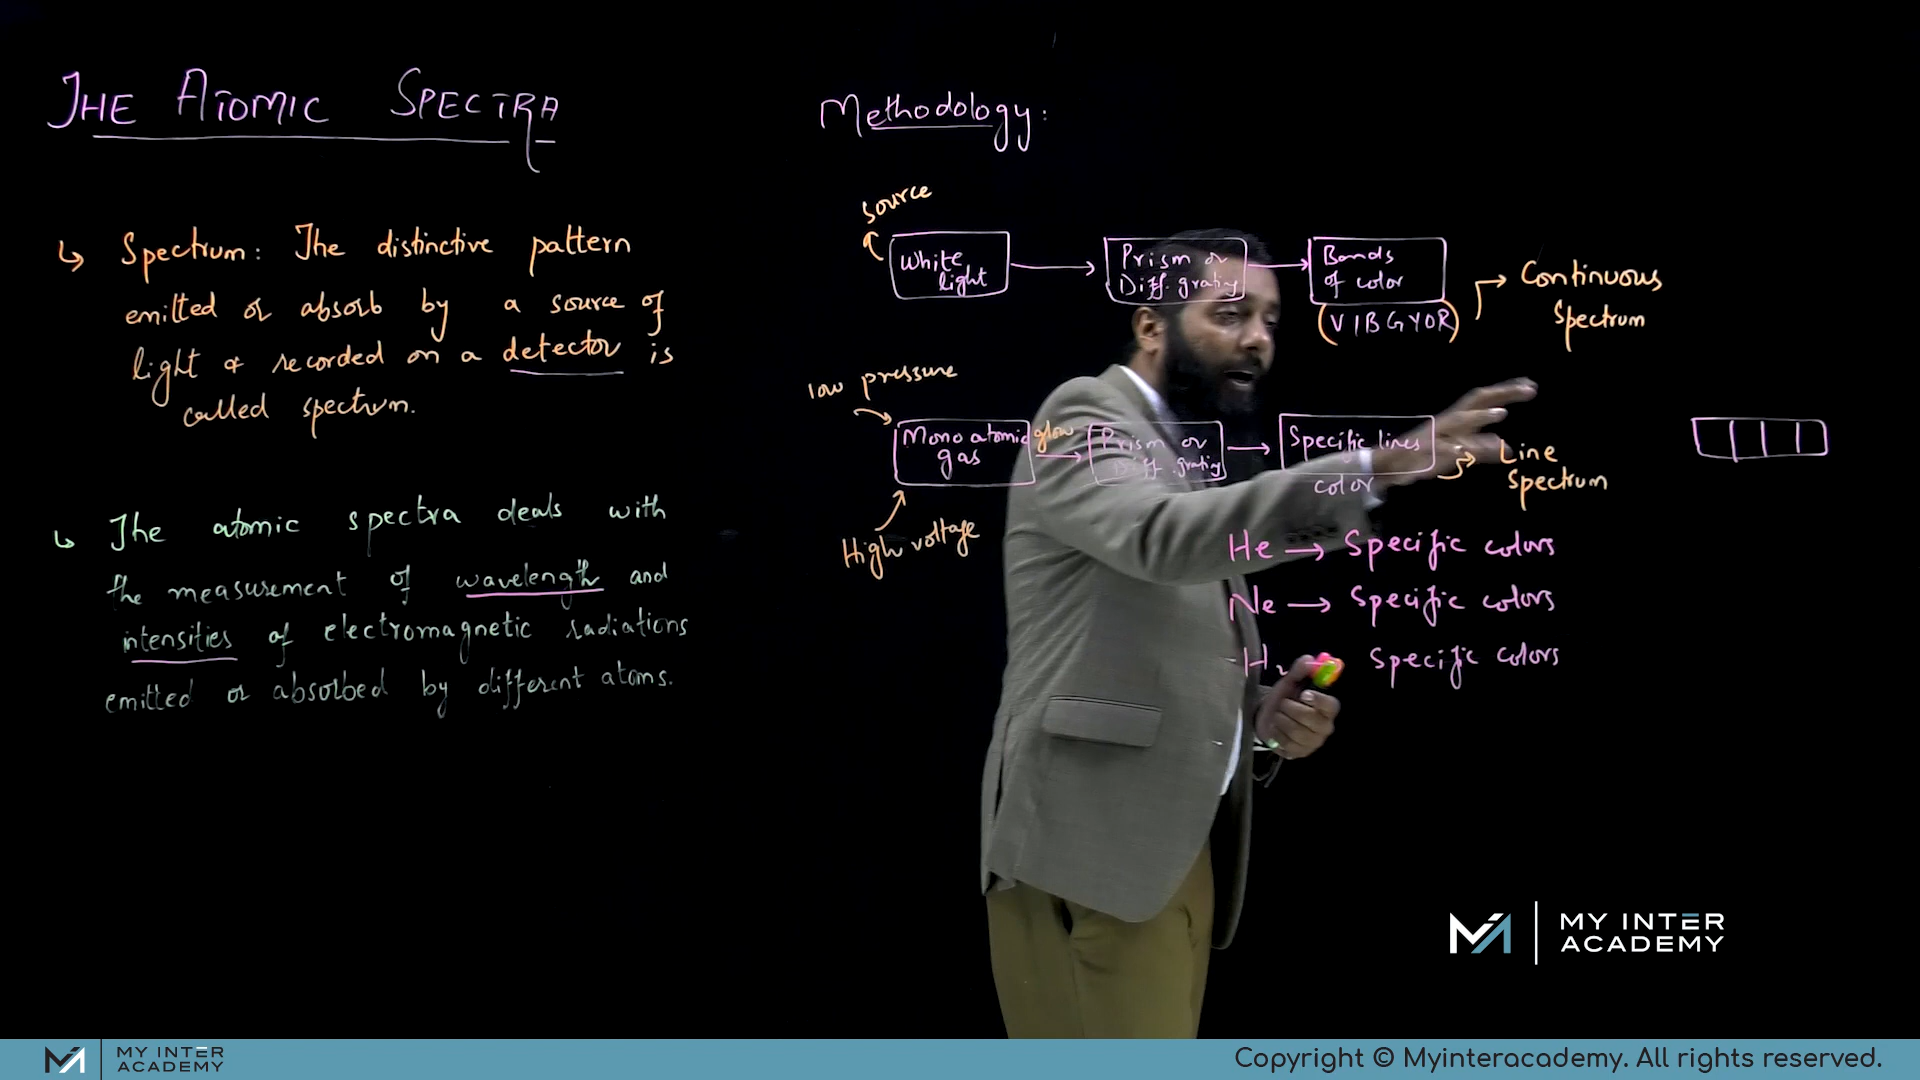 THE ATOMIC SPECTRA
↳ Spectrum: The distinctive pattern
emitted or absorb by a source of
light & recorded on a detector is
called spectrum.
↳ The atomic spectra deals with
the measurement of wavelength and
intensities of electromagnetic radiations
emitted or absorbed by different atoms.
Methodology:
source
White
light
Prism or
Diff. grating
Bands
of color
(VIBGYOR)
Continuous
Spectrum
low pressure
Mono atomic
gas
glow
High voltage
Prism or
Diff. grating
Specific lines
color
Line
Spectrum
He → Specific colors
Ne → Specific colors
H₂ → Specific colors
MY INTER
ACADEMY
MY INTER
ACADEMY
Copyright © Myinteracademy. All rights reserved.